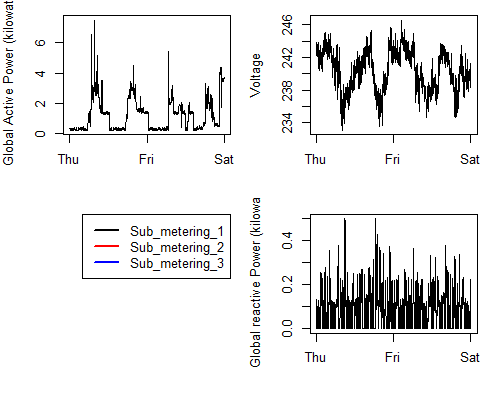 Global Active Power (kilowat
0 2 4 6
Thu Fri Sat
Voltage
234 238 242 246
Thu Fri Sat
Sub_metering_1
Sub_metering_2
Sub_metering_3
Global reactive Power (kilowa
0.0 0.2 0.4
Thu Fri Sat